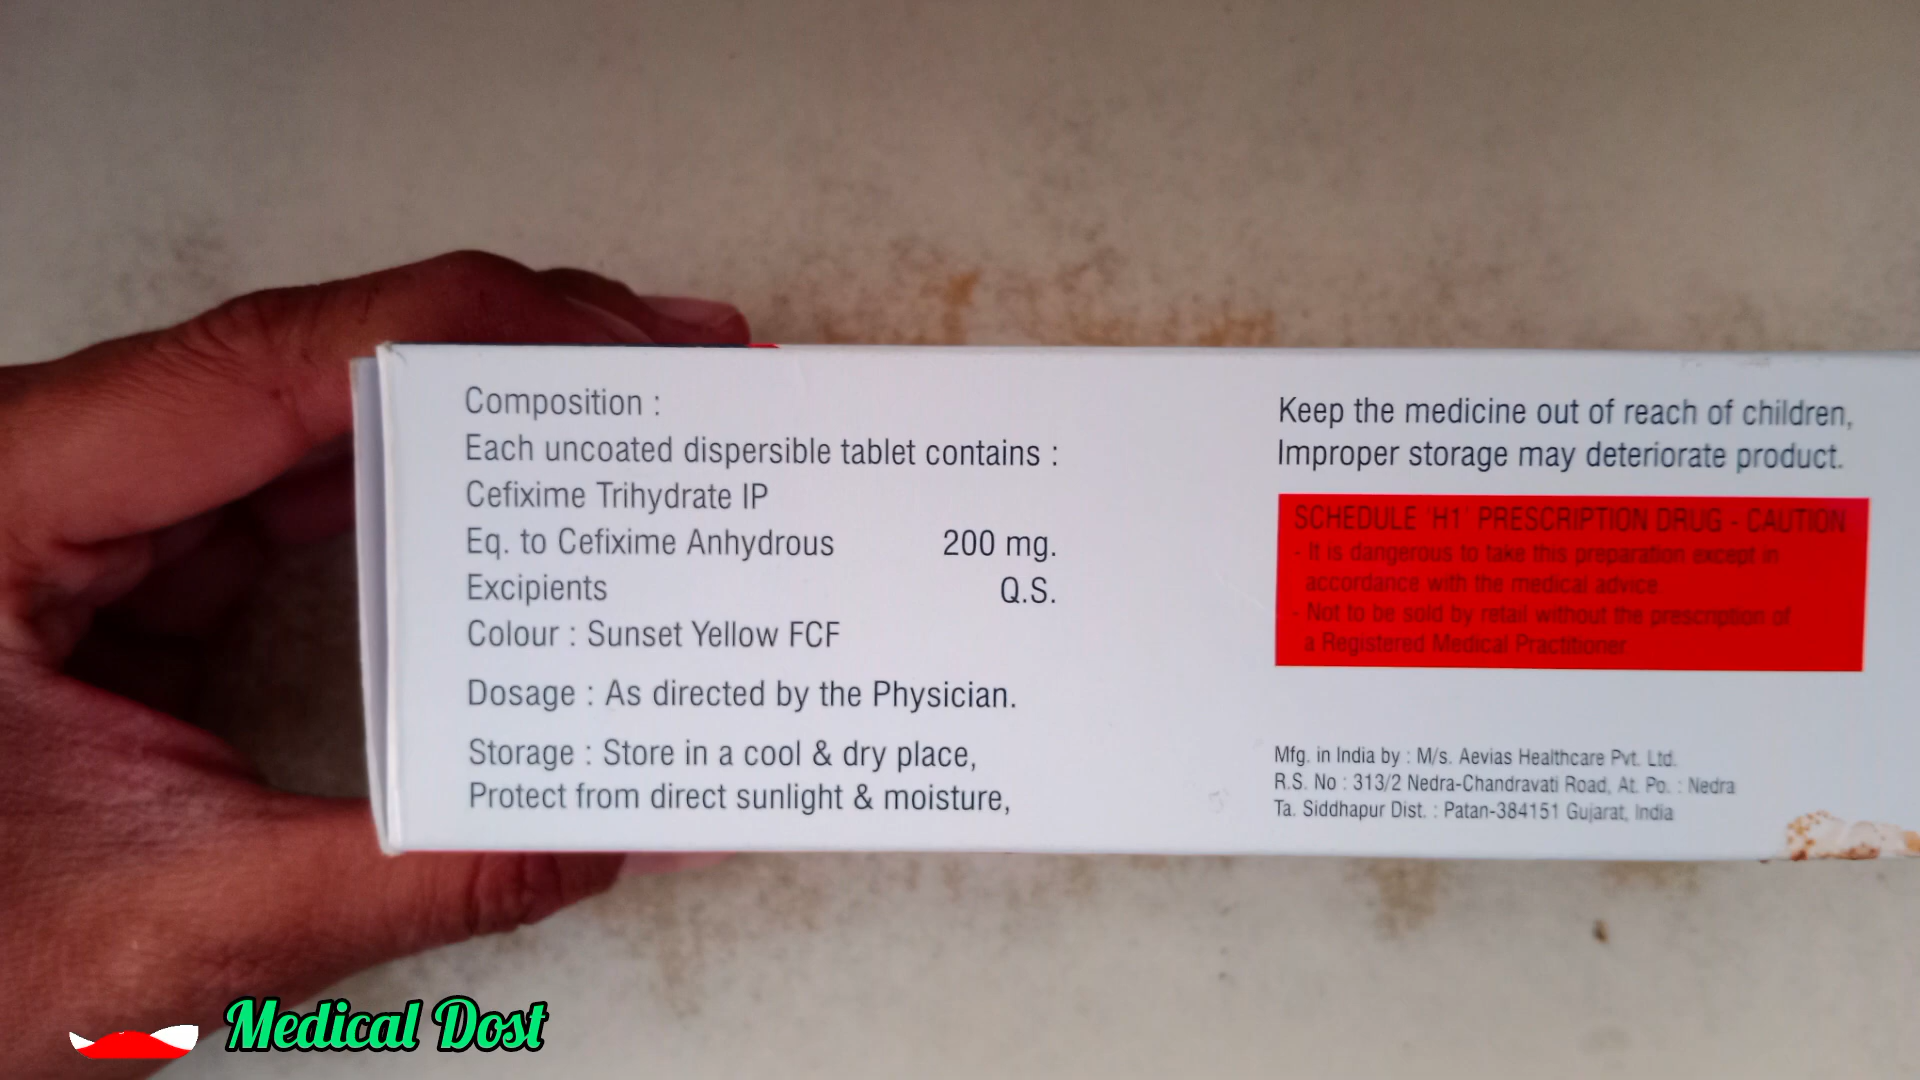 Composition :
Each uncoated dispersible tablet contains :
Cefixime Trihydrate IP
Eq. to Cefixime Anhydrous 200 mg.
Excipients Q.S.
Colour : Sunset Yellow FCF
Dosage : As directed by the Physician.
Storage : Store in a cool & dry place,
Protect from direct sunlight & moisture,
Keep the medicine out of reach of children,
Improper storage may deteriorate product.
SCHEDULE 'H1' PRESCRIPTION DRUG - CAUTION
- It is dangerous to take this preparation except in
accordance with the medical advice.
- Not to be sold by retail without the prescription of
a Registered Medical Practitioner.
Mfg. in India by : M/s. Aevias Healthcare Pvt. Ltd.
R.S. No : 313/2 Nedra-Chandravati Road, At. Po. : Nedra
Ta. Siddhapur Dist. : Patan-384151 Gujarat, India
Medical Dost